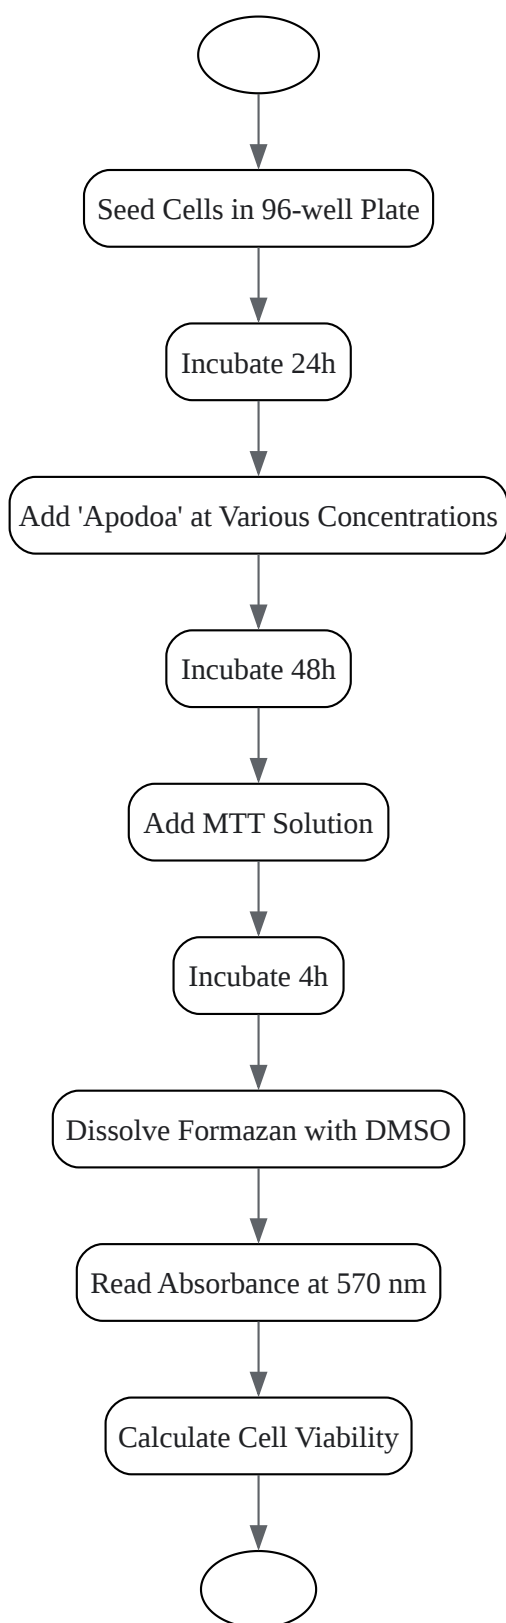 Seed Cells in 96-well Plate
Incubate 24h
Add 'Apodoa' at Various Concentrations
Incubate 48h
Add MTT Solution
Incubate 4h
Dissolve Formazan with DMSO
Read Absorbance at 570 nm
Calculate Cell Viability